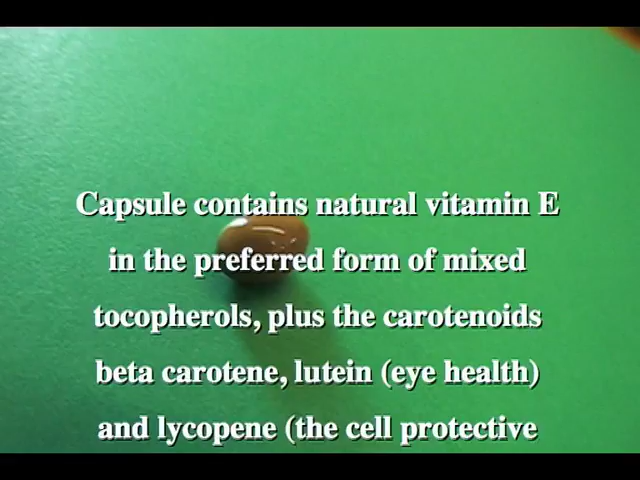 Capsule contains natural vitamin E
in the preferred form of mixed
tocopherols, plus the carotenoids
beta carotene, lutein (eye health)
and lycopene (the cell protective